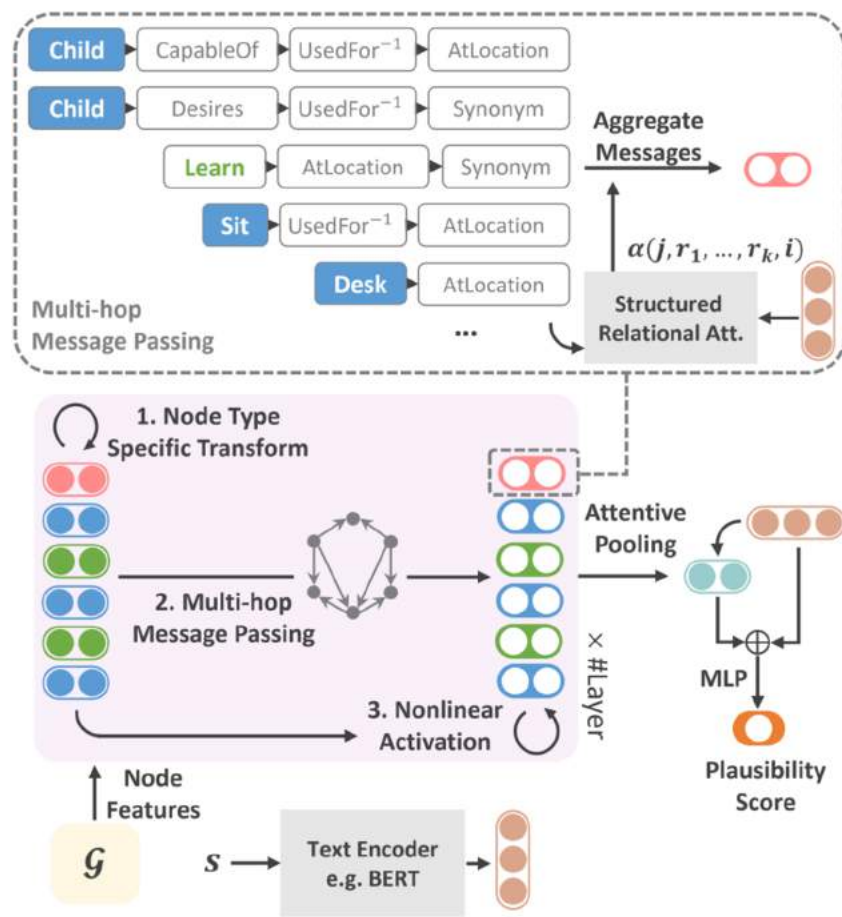 Child CapableOf UsedFor⁻¹ AtLocation
Child Desires UsedFor⁻¹ Synonym
Learn AtLocation Synonym
Sit UsedFor⁻¹ AtLocation
Desk AtLocation
...
Aggregate
Messages
α(j, r₁, ..., rₖ, i)
Structured
Relational Att.
Multi-hop
Message Passing
1. Node Type
Specific Transform
2. Multi-hop
Message Passing
3. Nonlinear
Activation
× #Layer
Attentive
Pooling
MLP
Plausibility
Score
Node
Features
𝒢
s
Text Encoder
e.g. BERT